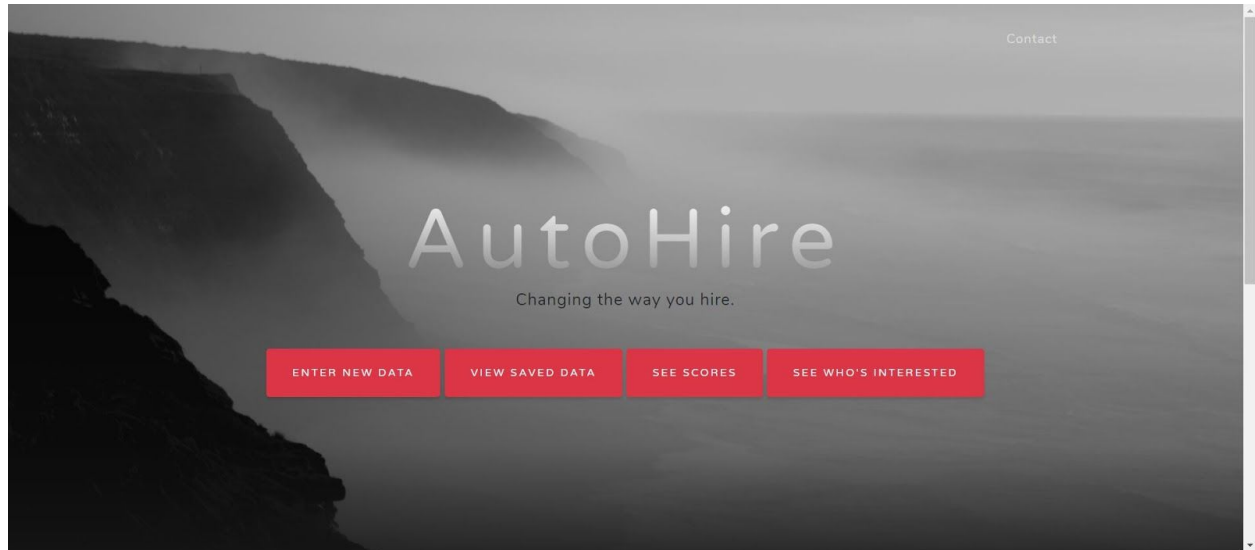 Contact
AutoHire
Changing the way you hire.
ENTER NEW DATA VIEW SAVED DATA SEE SCORES SEE WHO'S INTERESTED